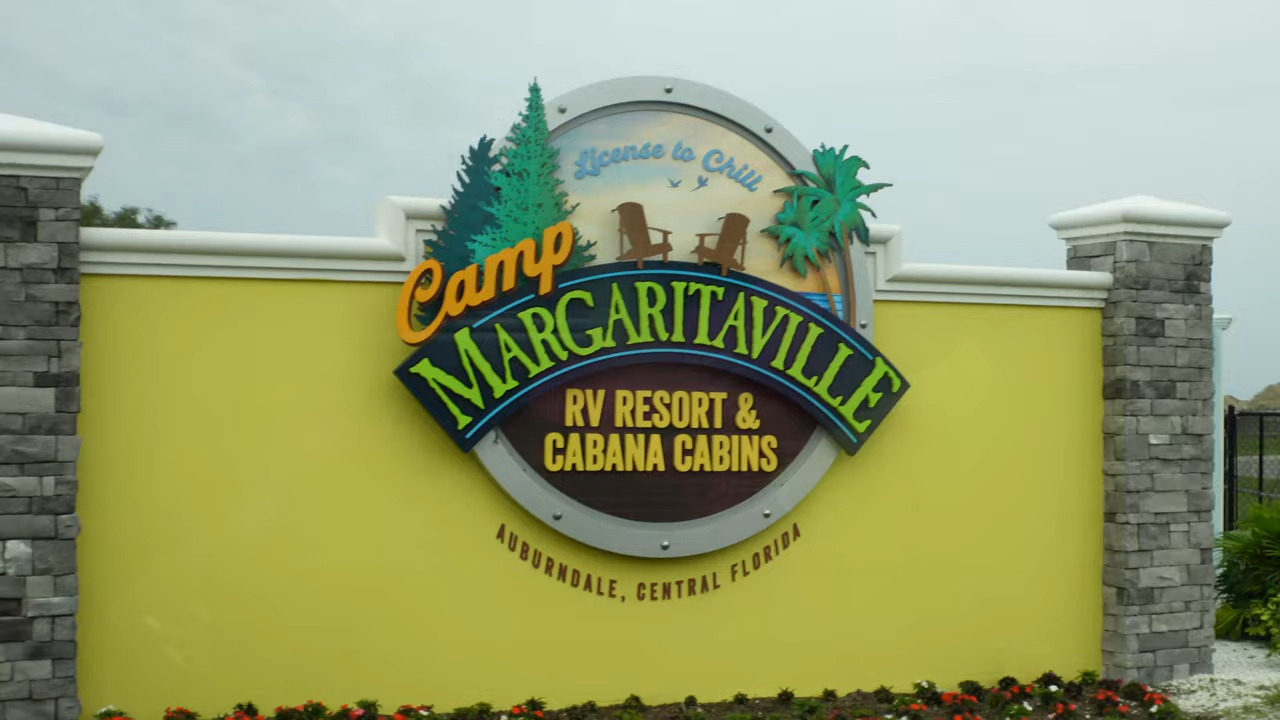 License to Chill
Camp
MARGARITAVILLE
RV RESORT &
CABANA CABINS
AUBURNDALE, CENTRAL FLORIDA